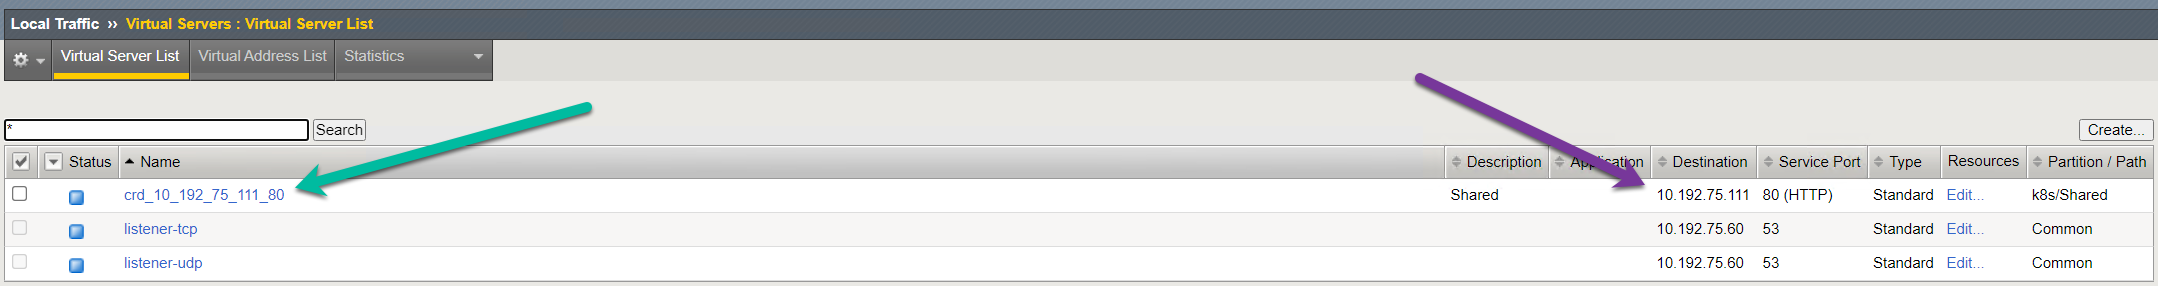 Local Traffic ›› Virtual Servers : Virtual Server List
Virtual Server List Virtual Address List Statistics
* Search Create...
Status Name Description Application Destination Service Port Type Resources Partition / Path
crd_10_192_75_111_80 Shared 10.192.75.111 80 (HTTP) Standard Edit... k8s/Shared
listener-tcp 10.192.75.60 53 Standard Edit... Common
listener-udp 10.192.75.60 53 Standard Edit... Common